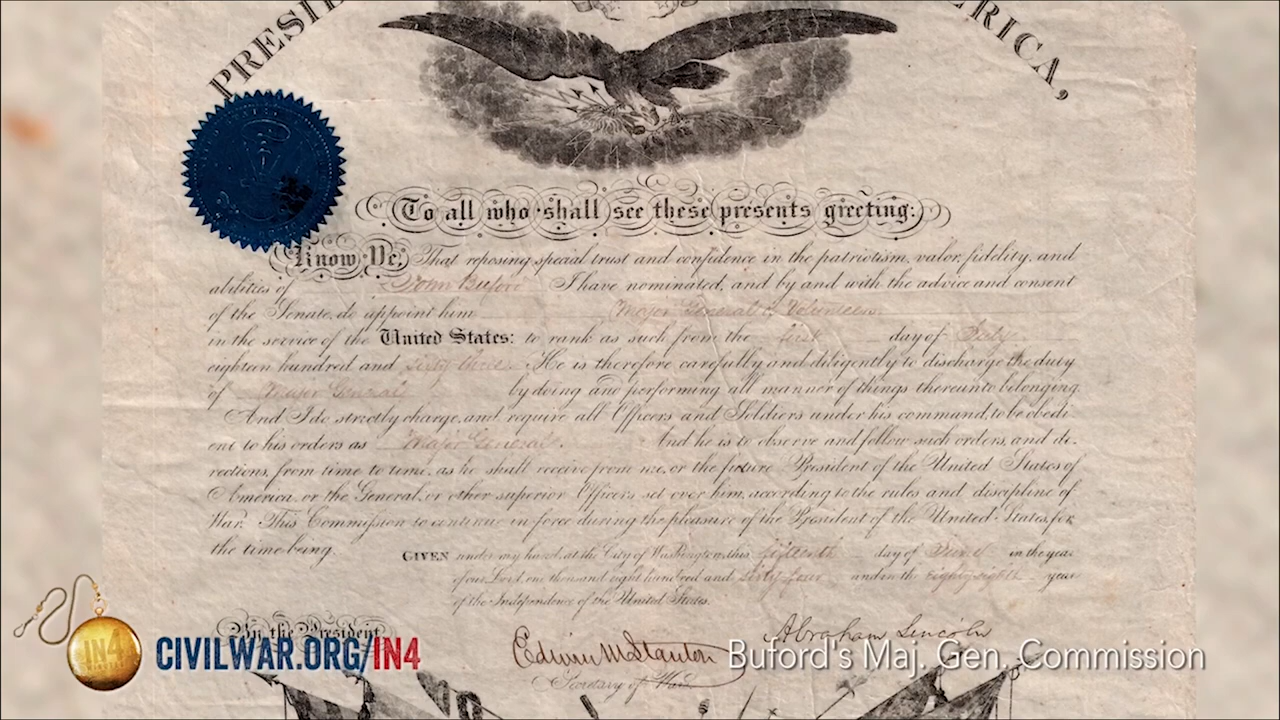 PRESI
ERICA,
To all who shall see these presents greeting:
Know Ye, That reposing special trust and confidence in the patriotism, valor, fidelity, and
abilities of John Buford I have nominated, and by and with the advice and consent
of the Senate, do appoint him Major General of Volunteers
in the service of the United States: to rank as such from the first day of July
eighteen hundred and sixty three. He is therefore carefully and diligently to discharge the duty
of Major General by doing and performing all manner of things thereunto belonging.
And I do strictly charge, and require all Officers and Soldiers under his command, to be obedi-
ent to his orders as Major General. And he is to observe and follow such orders, and di-
rections, from time to time, as he shall receive from me, or the future President of the United States of
America, or the General, or other superior Officers set over him, according to the rules and discipline of
War. This Commission to continue in force during the pleasure of the President of the United States, for
the time being.
GIVEN under my hand, at the City of Washington, this fifteenth day of June in the year
of our Lord, one thousand eight hundred and sixty four and in the eighty eighth year
of the Independence of the United States.
By the President
Abraham Lincoln
Edwin M Stanton
Secretary of War
IN4
CIVILWAR.ORG/IN4
Buford's Maj. Gen. Commission